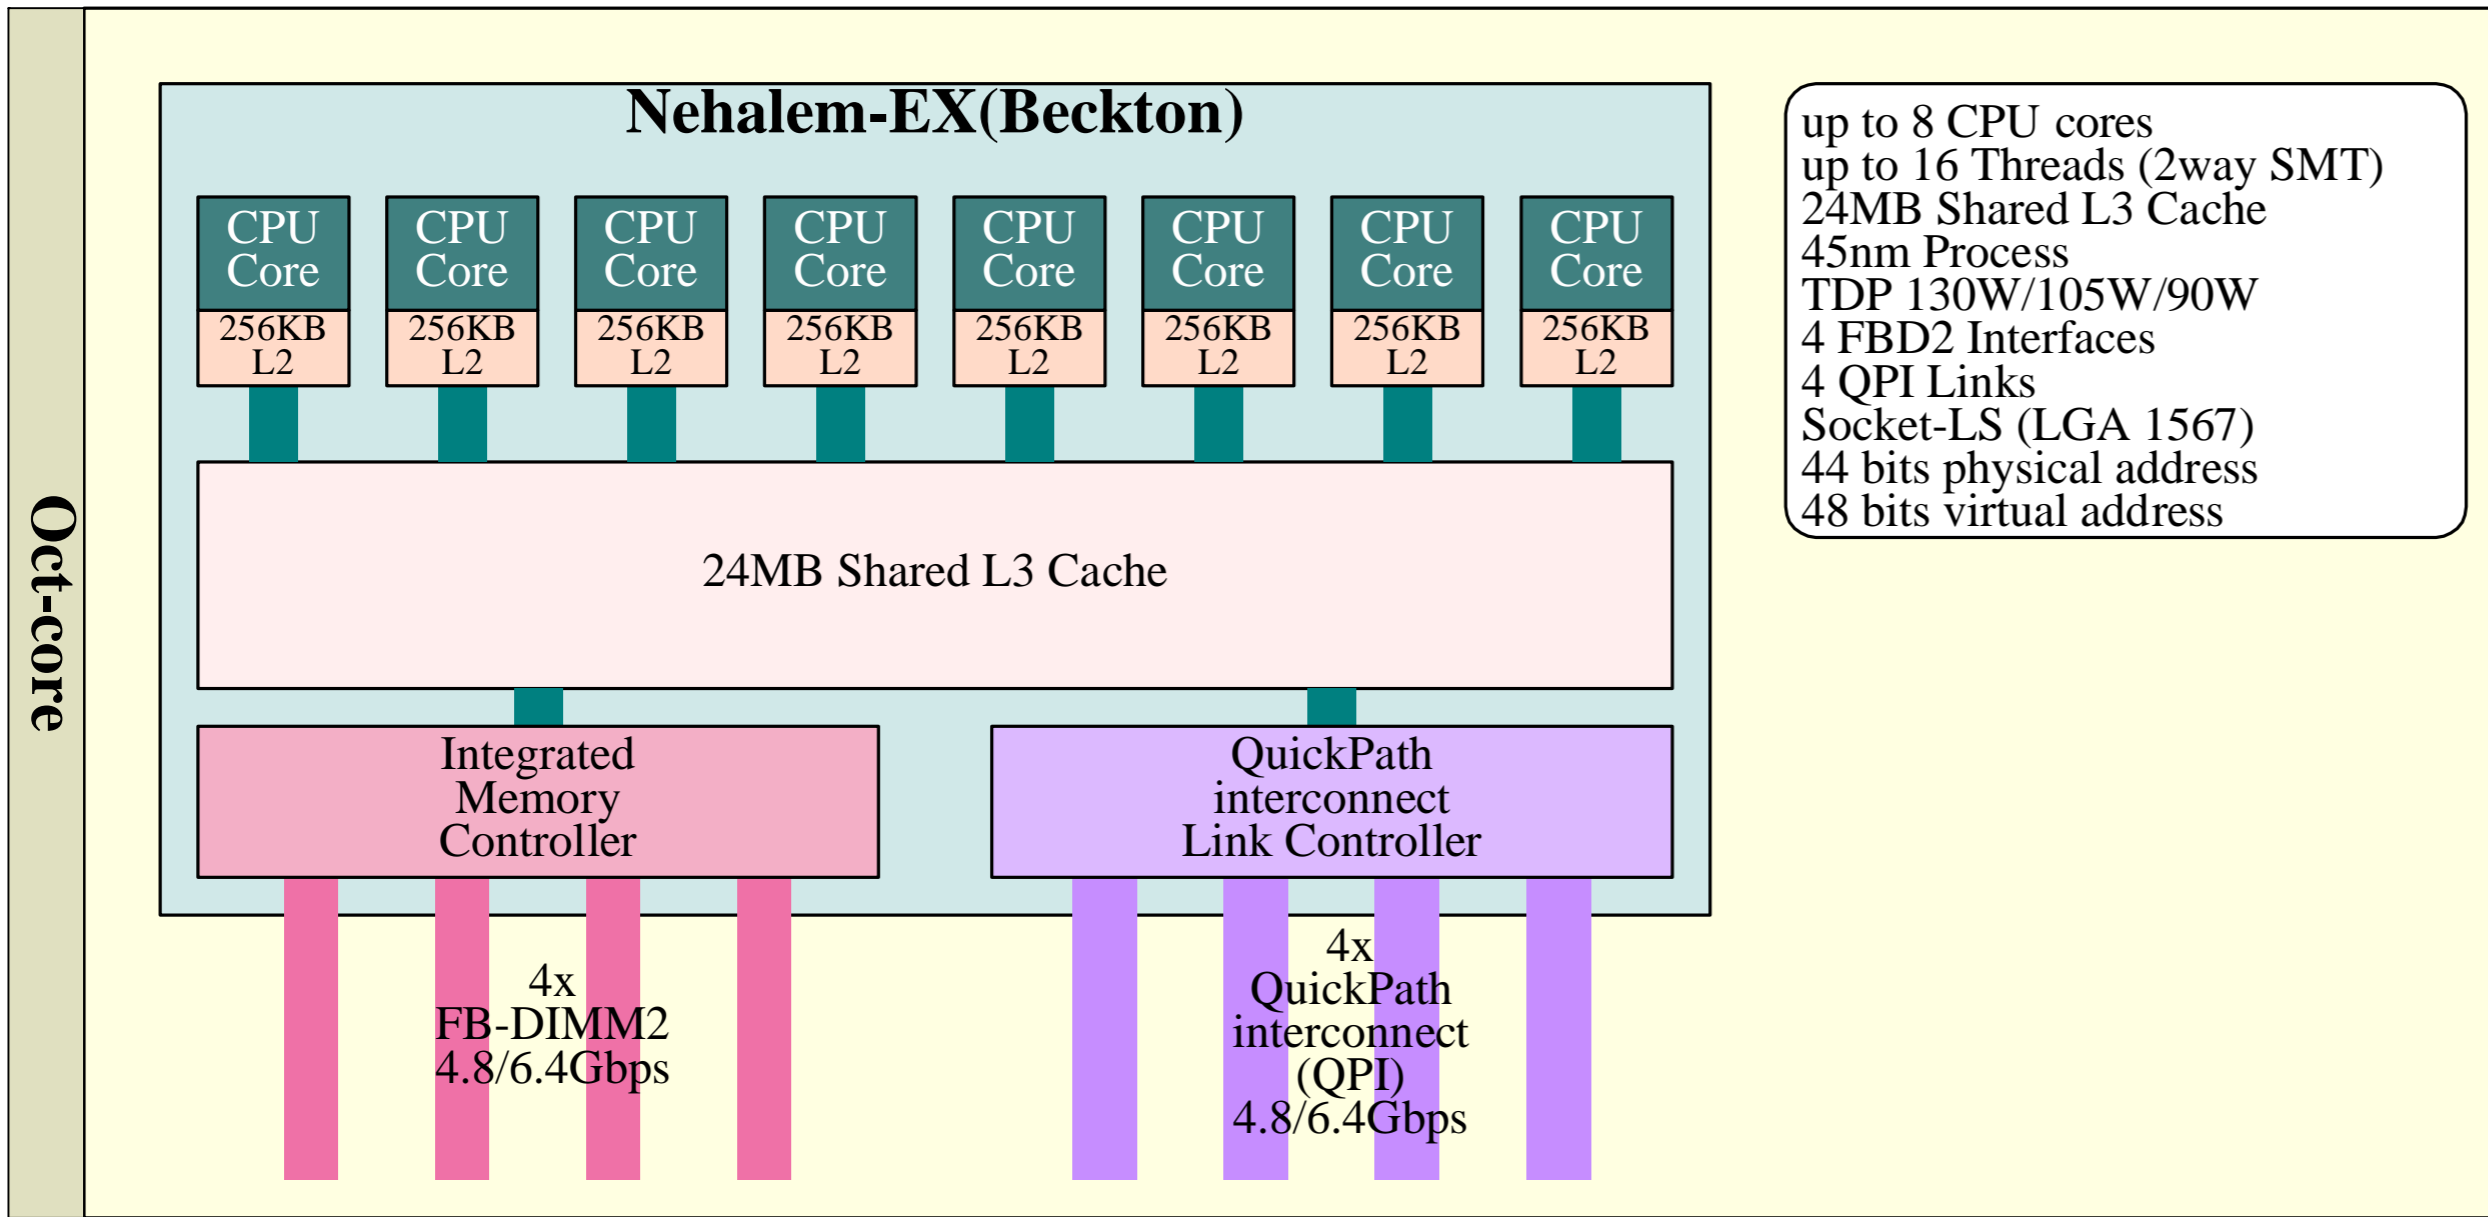 Oct-core
Nehalem-EX(Beckton)
CPU
Core
256KB
L2
CPU
Core
256KB
L2
CPU
Core
256KB
L2
CPU
Core
256KB
L2
CPU
Core
256KB
L2
CPU
Core
256KB
L2
CPU
Core
256KB
L2
CPU
Core
256KB
L2
24MB Shared L3 Cache
Integrated
Memory
Controller
QuickPath
interconnect
Link Controller
4x
FB-DIMM2
4.8/6.4Gbps
4x
QuickPath
interconnect
(QPI)
4.8/6.4Gbps
up to 8 CPU cores
up to 16 Threads (2way SMT)
24MB Shared L3 Cache
45nm Process
TDP 130W/105W/90W
4 FBD2 Interfaces
4 QPI Links
Socket-LS (LGA 1567)
44 bits physical address
48 bits virtual address